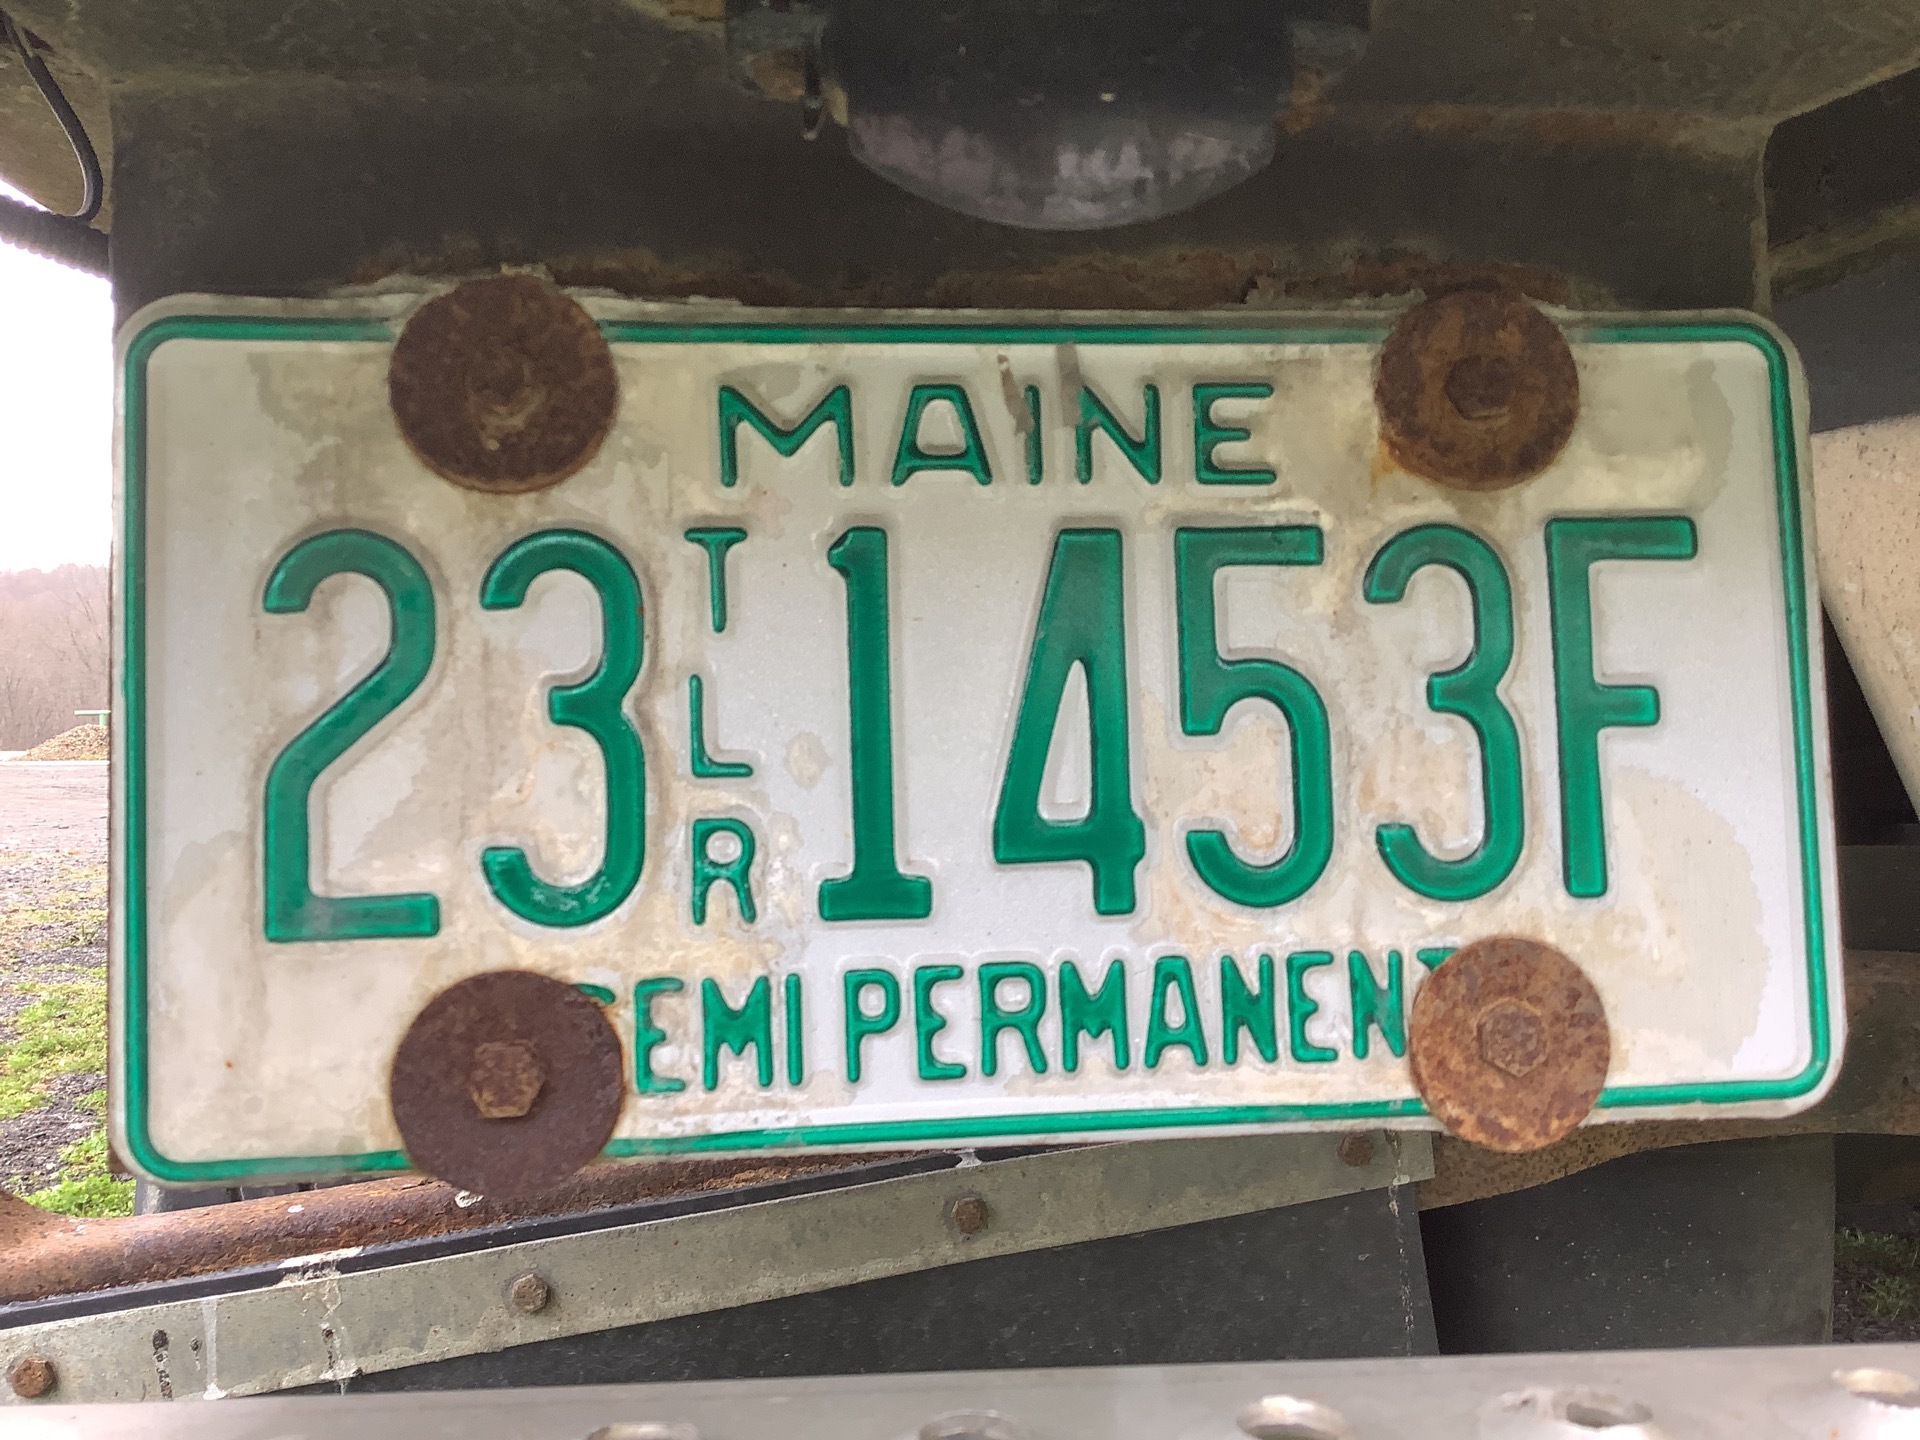 MAINE
23 TLR 1453F
SEMI PERMANENT